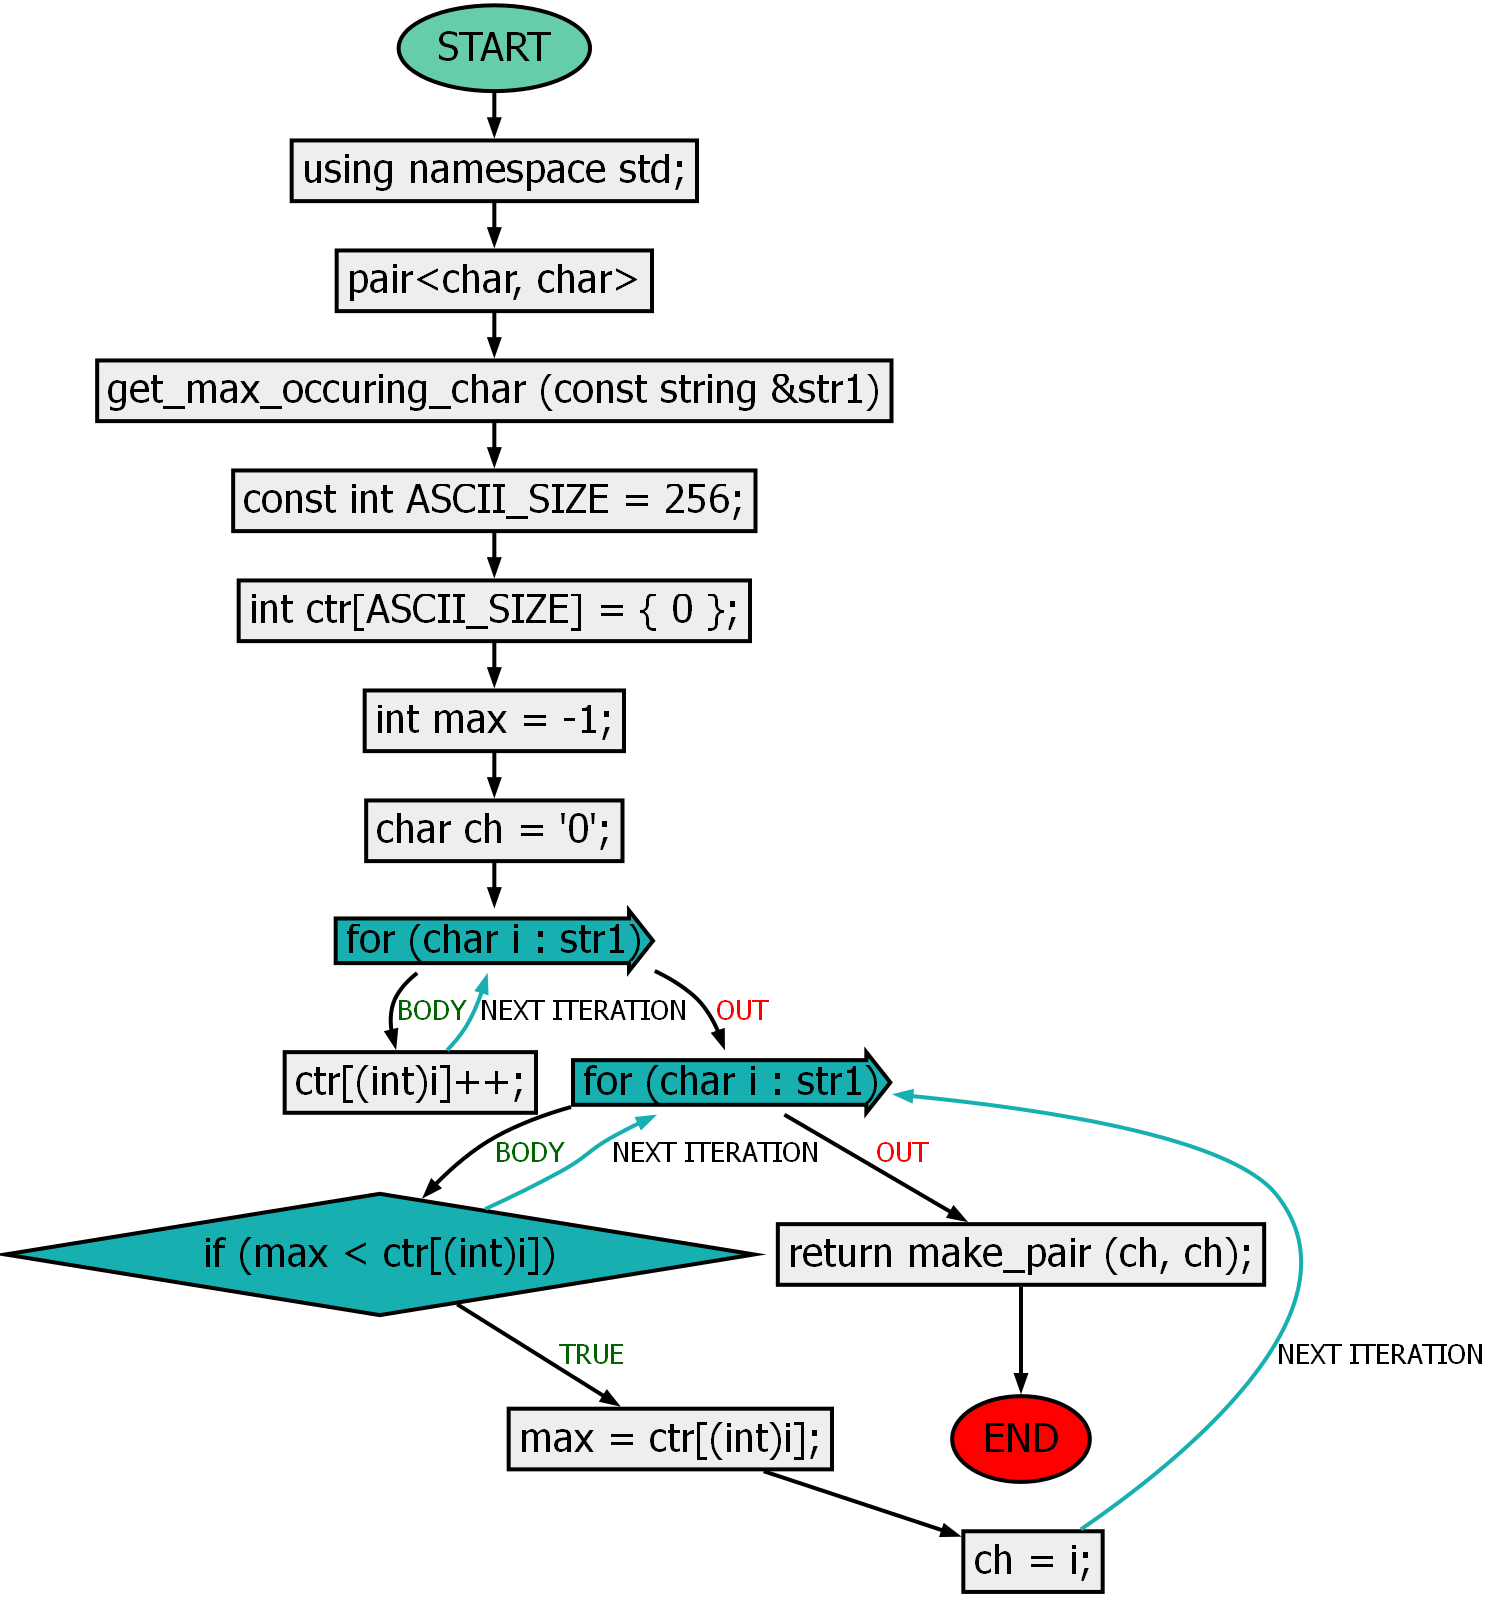 START
using namespace std;
pair<char, char>
get_max_occuring_char (const string &str1)
const int ASCII_SIZE = 256;
int ctr[ASCII_SIZE] = { 0 };
int max = -1;
char ch = '0';
for (char i : str1)
BODY
NEXT ITERATION
OUT
ctr[(int)i]++;
for (char i : str1)
BODY
NEXT ITERATION
OUT
if (max < ctr[(int)i])
return make_pair (ch, ch);
TRUE
NEXT ITERATION
max = ctr[(int)i];
END
ch = i;